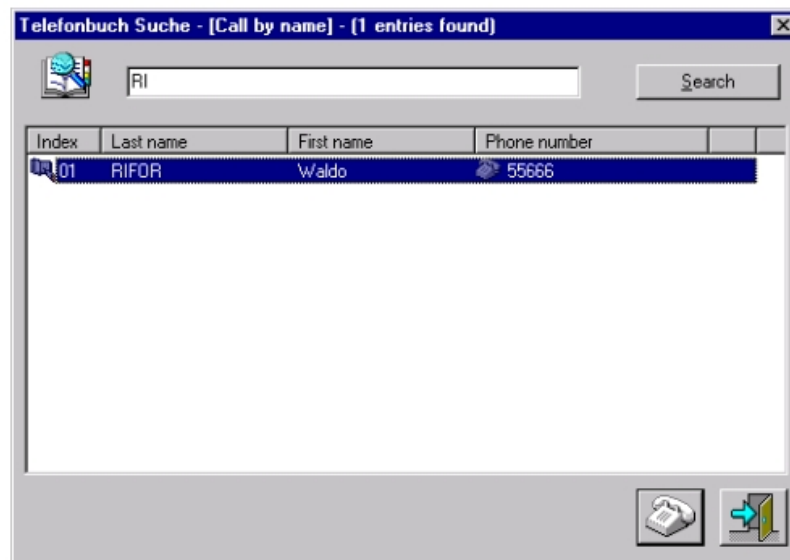 Telefonbuch Suche - [Call by name] - (1 entries found)
RI
Search
Index Last name First name Phone number
01 RIFOR Waldo 55666